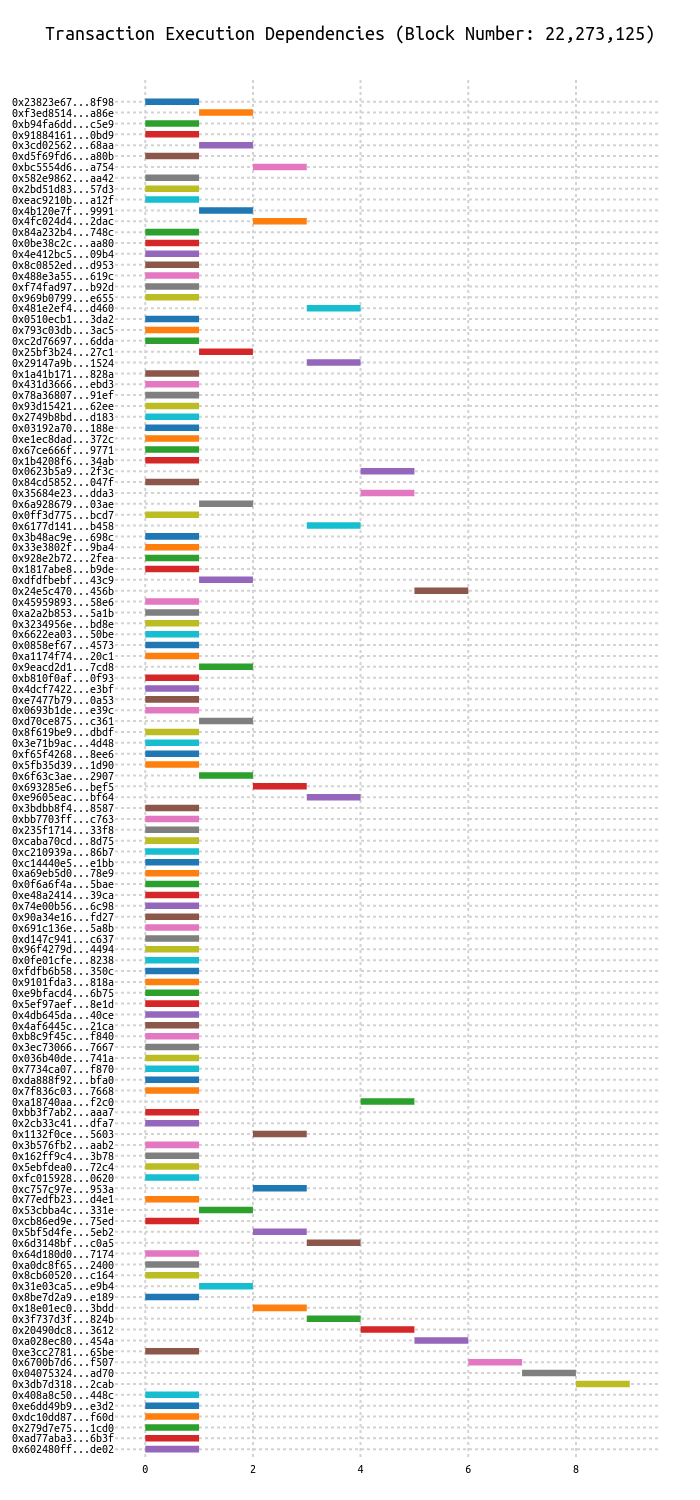 Transaction Execution Dependencies (Block Number: 22,273,125)
0x23823e67...8f98
0xf3ed8514...a86e
0xb94fa6dd...c5e9
0x91884161...0bd9
0x3cd02562...68aa
0xd5f69fd6...a80b
0xbc5554d6...a754
0x582e9862...aa42
0x2bd51d83...57d3
0xeac9210b...a12f
0x4b120e7f...9991
0x4fc024d4...2dac
0x84a232b4...748c
0x0be38c2c...aa80
0x4e412bc5...09b4
0x8c0852ed...d953
0x488e3a55...619c
0xf74fad97...b92d
0x969b0799...e655
0x481e2ef4...d460
0x0510ecb1...3da2
0x793c03db...3ac5
0xc2d76697...6dda
0x25bf3b24...27c1
0x29147a9b...1524
0x1a41b171...828a
0x431d3666...ebd3
0x78a36807...91ef
0x93d15421...62ee
0x2749b8bd...d183
0x03192a70...188e
0xe1ec8dad...372c
0x67ce666f...9771
0x1b4208f6...34ab
0x0623b5a9...2f3c
0x84cd5852...047f
0x35684e23...dda3
0x6a928679...03ae
0x0ff3d775...bcd7
0x6177d141...b458
0x3b48ac9e...698c
0x33e3802f...9ba4
0x928e2b72...2fea
0x1817abe8...b9de
0xdfdfbebf...43c9
0x24e5c470...456b
0x45959893...58e6
0xa2a2b853...5a1b
0x3234956e...bd8e
0x6622ea03...50be
0x0858ef67...4573
0xa1174f74...20c1
0x9eacd2d1...7cd8
0xb810f0af...0f93
0x4dcf7422...e3bf
0xe7477b79...0a53
0x0693b1de...e39c
0xd70ce875...c361
0x8f619be9...dbdf
0x3e71b9ac...4d48
0xf65f4268...8ee6
0x5fb35d39...1d90
0x6f63c3ae...2907
0x693285e6...bef5
0xe9605eac...bf64
0x3bdbb8f4...8587
0xbb7703ff...c763
0x235f1714...33f8
0xcaba70cd...8d75
0xc210939a...86b7
0xc14440e5...e1bb
0xa69eb5d0...78e9
0x0f6a6f4a...5bae
0xe48a2414...39ca
0x74e00b56...6c98
0x90a34e16...fd27
0x691c136e...5a8b
0xd147c941...c637
0x96f4279d...4494
0x0fe01cfe...8238
0xfdfb6b58...350c
0x9101fda3...818a
0xe9bfacd4...6b75
0x5ef97aef...8e1d
0x4db645da...40ce
0x4af6445c...21ca
0xb8c9f45c...f840
0x3ec73066...7667
0x036b40de...741a
0x7734ca07...f870
0xda888f92...bfa0
0x7f836c03...7668
0xa18740aa...f2c0
0xbb3f7ab2...aaa7
0x2cb33c41...dfa7
0x1132f0ce...5603
0x3b576fb2...aab2
0x162ff9c4...3b78
0x5ebfdea0...72c4
0xfc015928...0620
0xc757c97e...953a
0x77edfb23...d4e1
0x53cbba4c...331e
0xcb86ed9e...75ed
0x5bf5d4fe...5eb2
0x6d3148bf...c0a5
0x64d180d0...7174
0xa0dc8f65...2400
0x8cb60520...c164
0x31e03ca5...e9b4
0x8be7d2a9...e189
0x18e01ec0...3bdd
0x3f737d3f...824b
0x20490dc8...3612
0xa028ec80...454a
0xe3cc2781...65be
0x6700b7d6...f507
0x04075324...ad70
0x3db7d318...2cab
0x408a8c50...448c
0xe6dd49b9...e3d2
0xdc10dd87...f60d
0x279d7e75...1cd0
0xad77aba3...6b3f
0x602480ff...de02
0 2 4 6 8